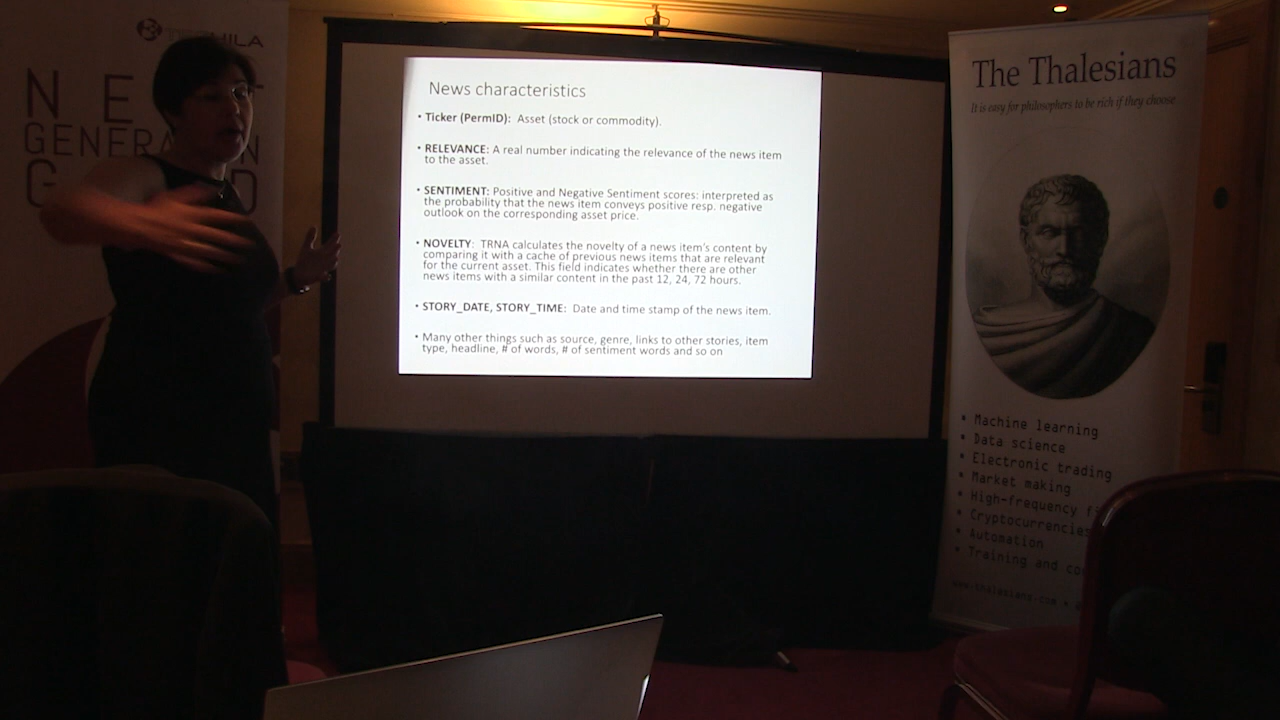 NE
GENERA
G
D
News characteristics
• Ticker (PermID): Asset (stock or commodity).
• RELEVANCE: A real number indicating the relevance of the news item
to the asset.
• SENTIMENT: Positive and Negative Sentiment scores: interpreted as
the probability that the news item conveys positive resp. negative
outlook on the corresponding asset price.
• NOVELTY: TRNA calculates the novelty of a news item's content by
comparing it with a cache of previous news items that are relevant
for the current asset. This field indicates whether there are other
news items with a similar content in the past 12, 24, 72 hours.
• STORY_DATE, STORY_TIME: Date and time stamp of the news item.
• Many other things such as source, genre, links to other stories, item
type, headline, # of words, # of sentiment words and so on
The Thalesians
It is easy for philosophers to be rich if they choose
• Machine learning
• Data science
• Electronic trading
• Market making
• High-frequency
• Cryptocurrencies
• Automation
• Training and
www.thalesians.com